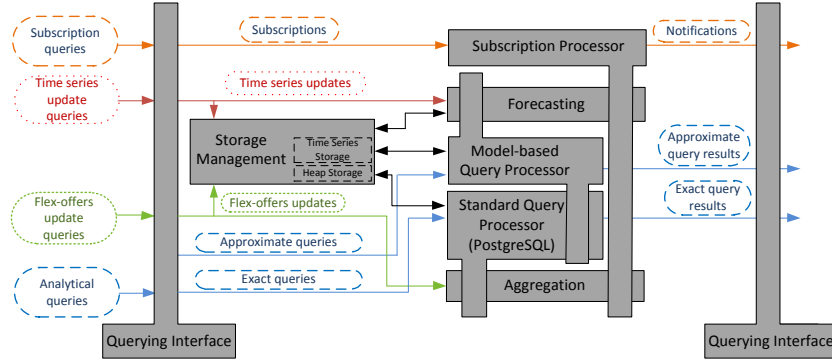 Subscription
queries
Subscriptions
Subscription Processor
Notifications
Time series
update
queries
Time series updates
Forecasting
Storage
Management
Time Series
Storage
Heap Storage
Model-based
Query Processor
Approximate
query results
Flex-offers
update
queries
Flex-offers updates
Standard Query
Processor
(PostgreSQL)
Exact query
results
Approximate queries
Analytical
queries
Exact queries
Aggregation
Querying Interface
Querying Interface